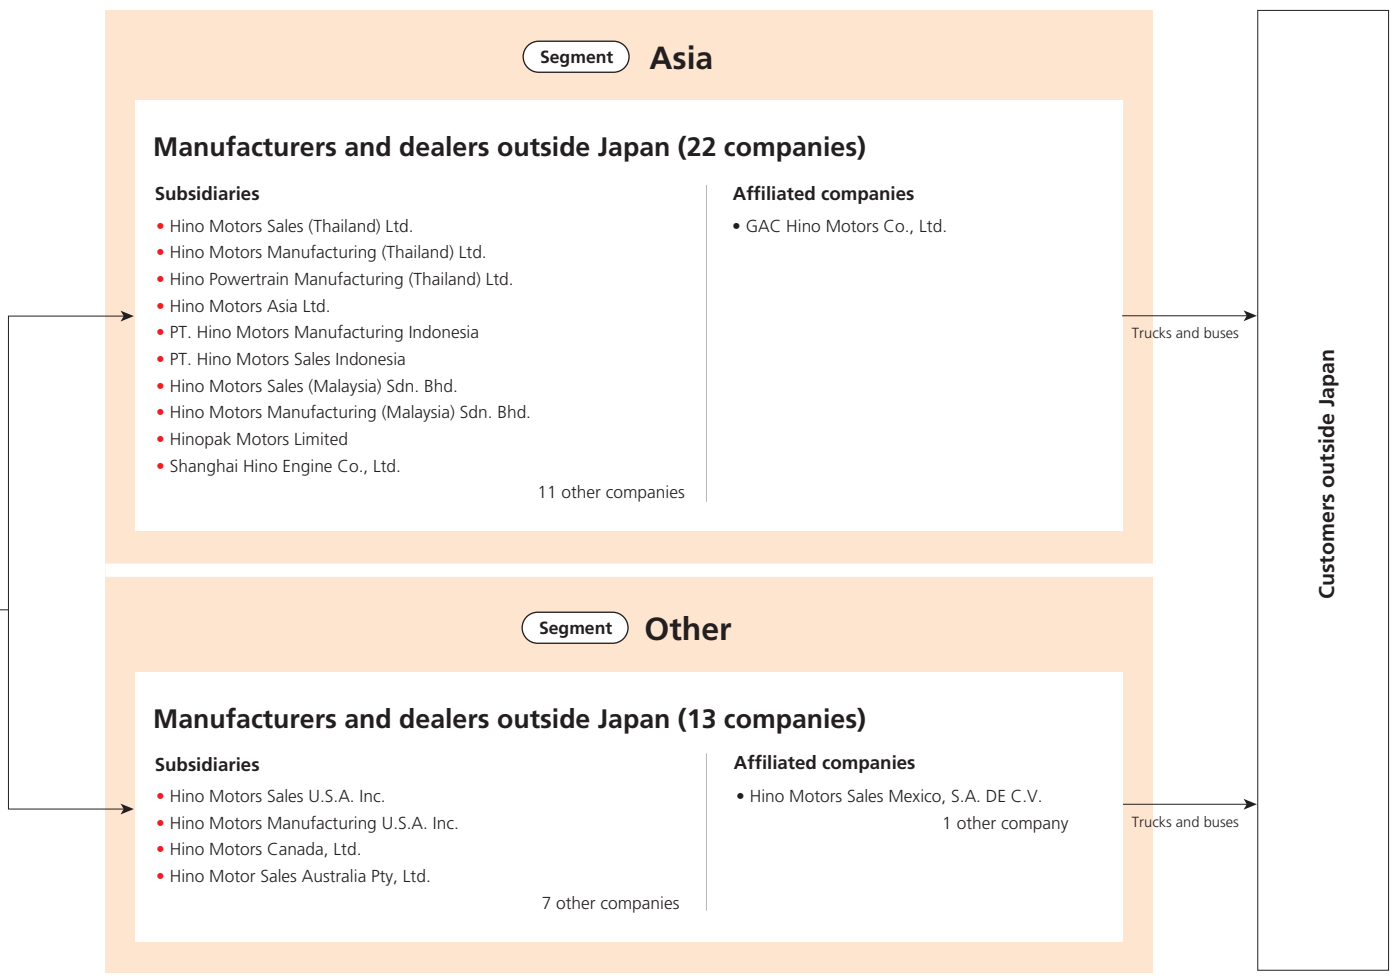 Segment Asia
Manufacturers and dealers outside Japan (22 companies)
Subsidiaries
• Hino Motors Sales (Thailand) Ltd.
• Hino Motors Manufacturing (Thailand) Ltd.
• Hino Powertrain Manufacturing (Thailand) Ltd.
• Hino Motors Asia Ltd.
• PT. Hino Motors Manufacturing Indonesia
• PT. Hino Motors Sales Indonesia
• Hino Motors Sales (Malaysia) Sdn. Bhd.
• Hino Motors Manufacturing (Malaysia) Sdn. Bhd.
• Hinopak Motors Limited
• Shanghai Hino Engine Co., Ltd.
11 other companies
Affiliated companies
• GAC Hino Motors Co., Ltd.
Trucks and buses
Segment Other
Manufacturers and dealers outside Japan (13 companies)
Subsidiaries
• Hino Motors Sales U.S.A. Inc.
• Hino Motors Manufacturing U.S.A. Inc.
• Hino Motors Canada, Ltd.
• Hino Motor Sales Australia Pty, Ltd.
7 other companies
Affiliated companies
• Hino Motors Sales Mexico, S.A. DE C.V.
1 other company
Trucks and buses
Customers outside Japan